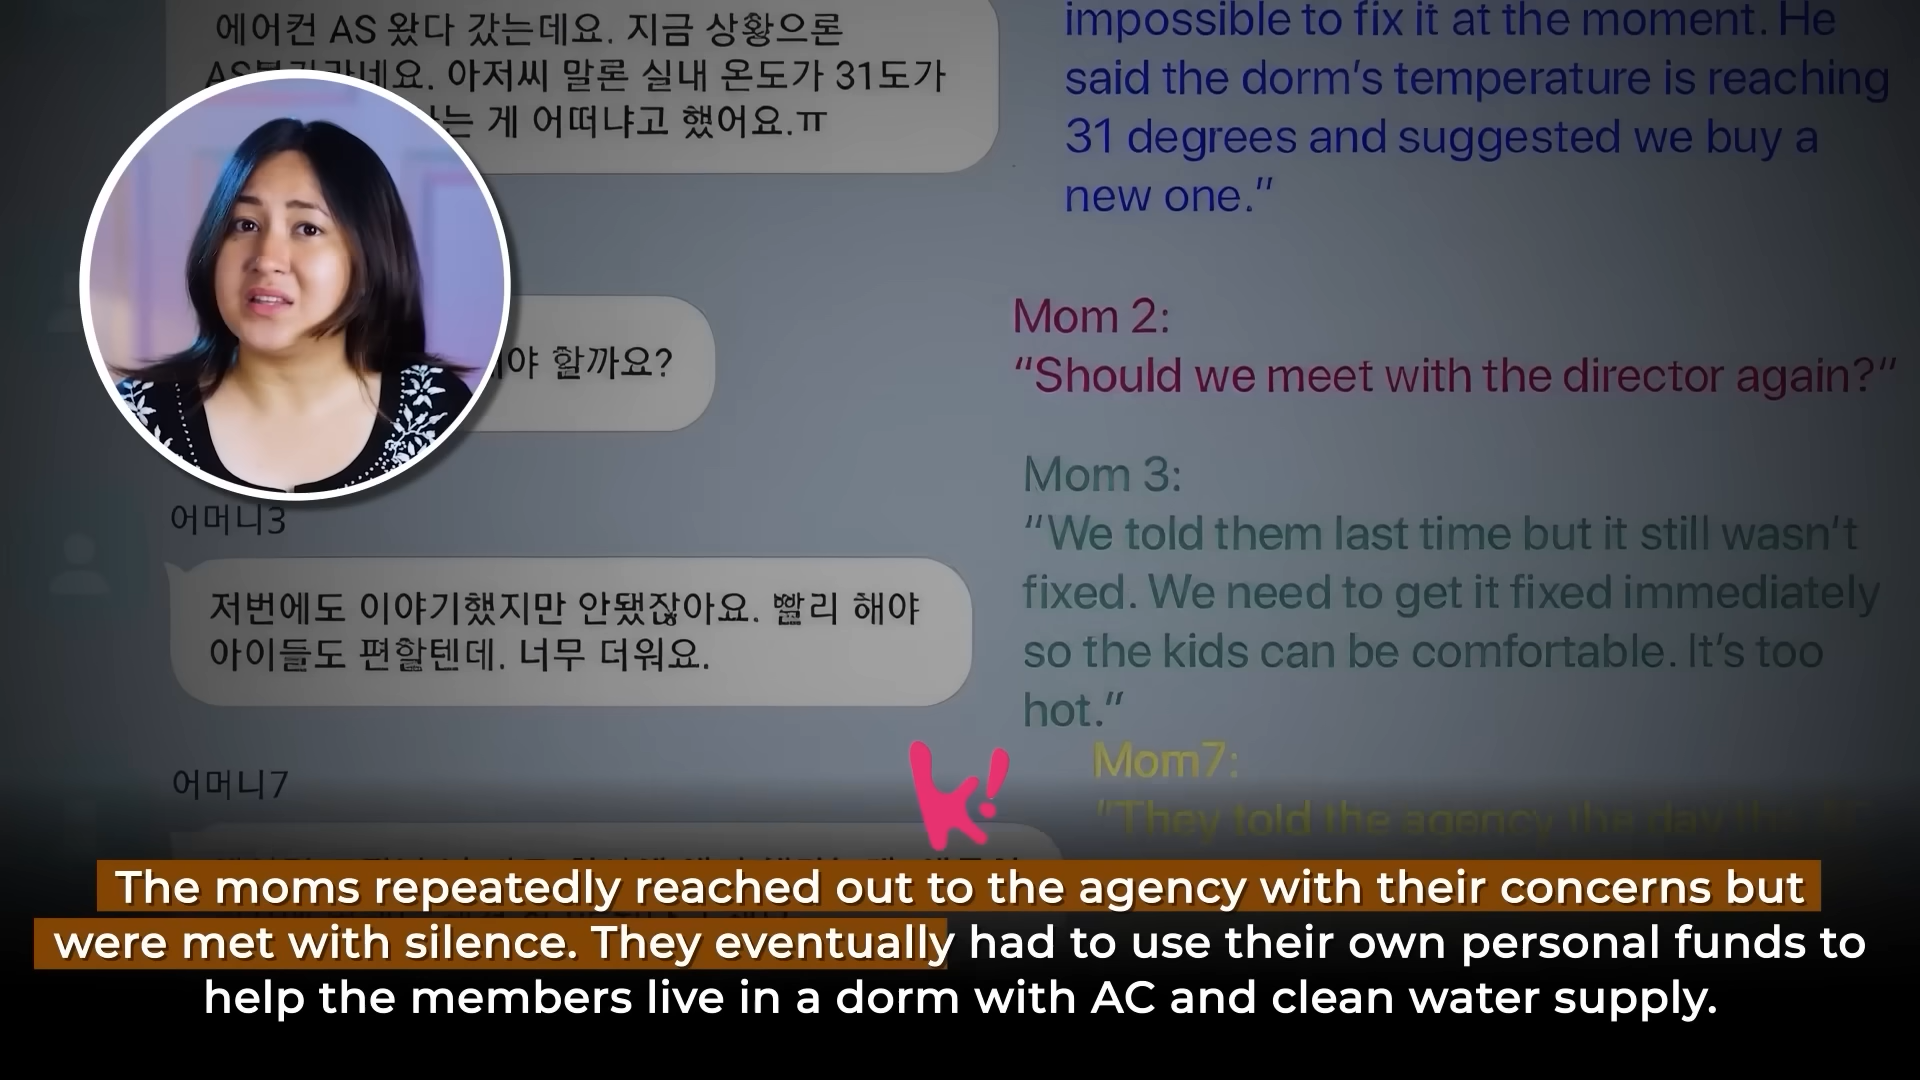 에어컨 AS 왔다 갔는데요. 지금 상황으론
네요. 아저씨 말론 실내 온도가 31도가
는 게 어떠냐고 했어요.ㅠ
야 할까요?
어머니3
저번에도 이야기했지만 안됐잖아요. 빨리 해야
아이들도 편할텐데. 너무 더워요.
어머니7
impossible to fix it at the moment. He
said the dorm's temperature is reaching
31 degrees and suggested we buy a
new one."
Mom 2:
"Should we meet with the director again?"
Mom 3:
"We told them last time but it still wasn't
fixed. We need to get it fixed immediately
so the kids can be comfortable. It's too
hot."
Mom7:
"They told the agency the day the
k!
The moms repeatedly reached out to the agency with their concerns but
were met with silence. They eventually had to use their own personal funds to
help the members live in a dorm with AC and clean water supply.